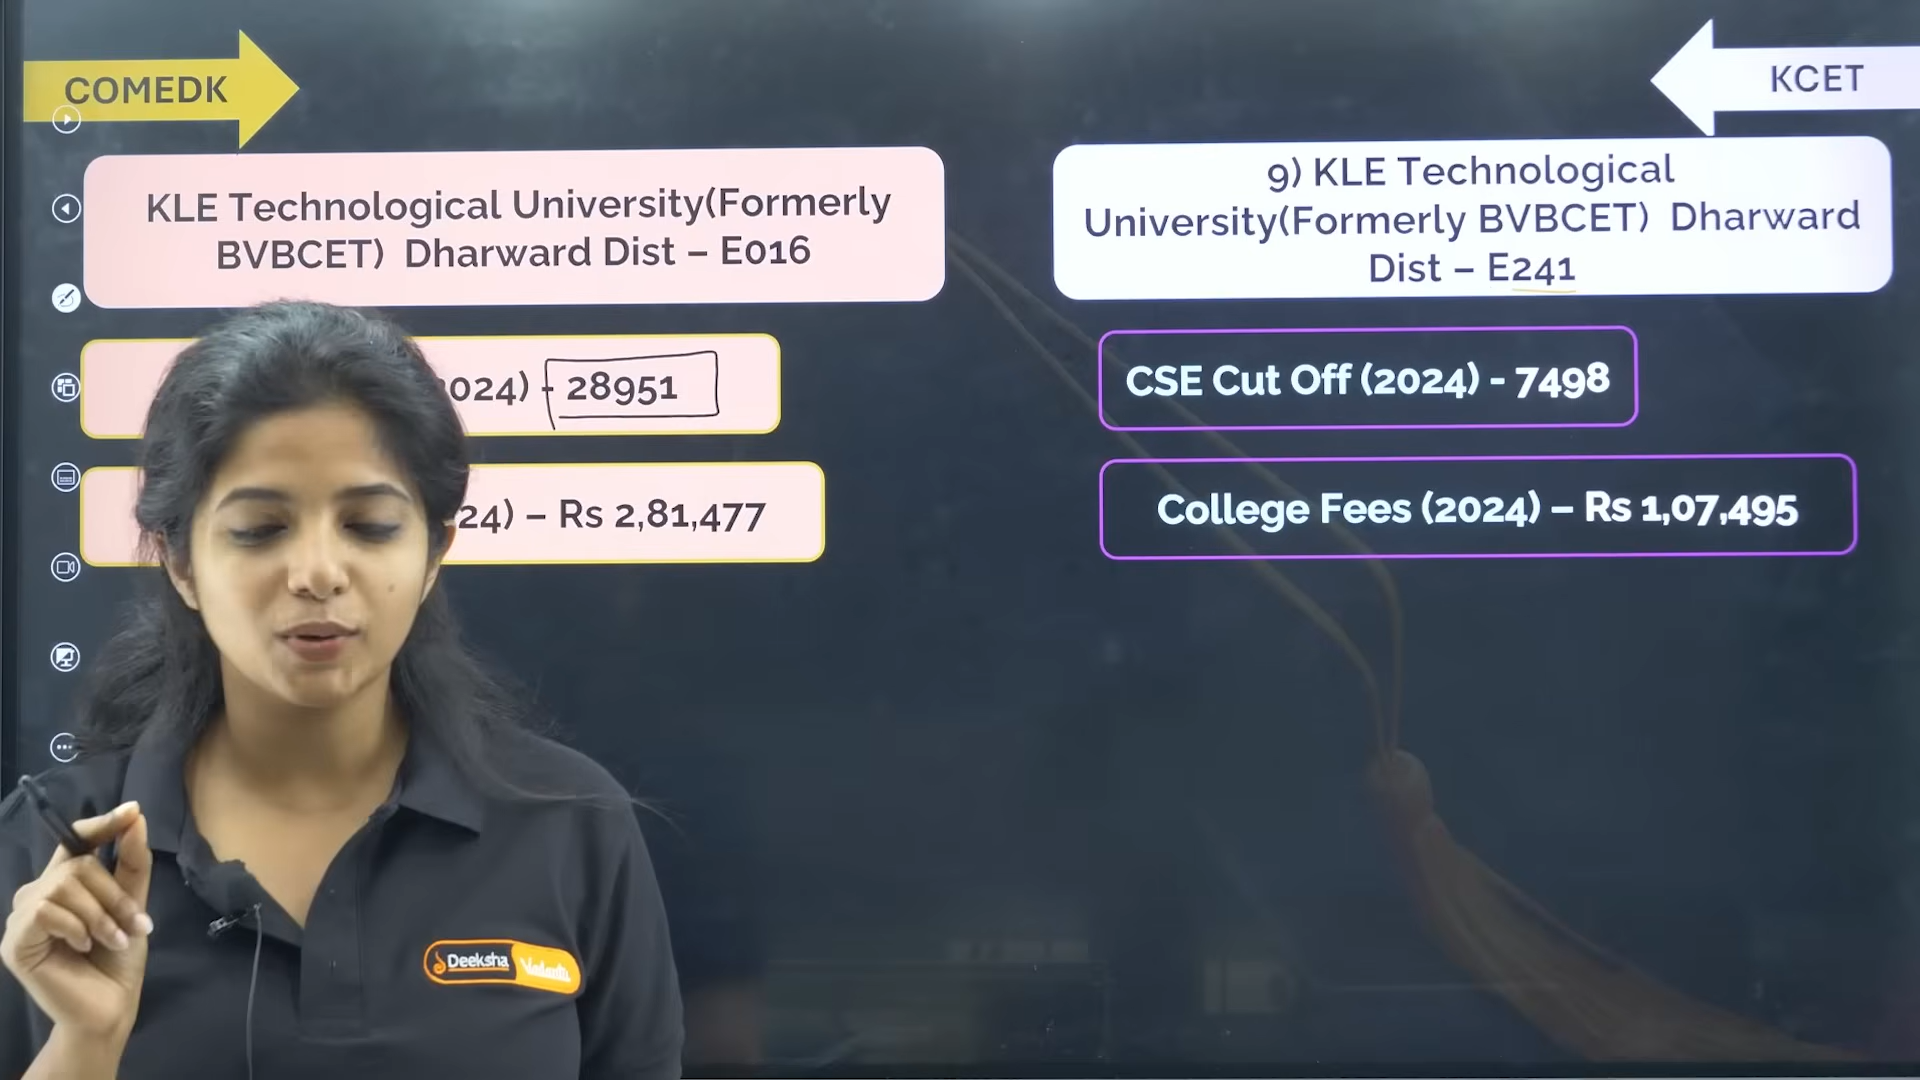 COMEDK
KCET
KLE Technological University(Formerly
BVBCET) Dharward Dist – E016
024) - 28951
24) – Rs 2,81,477
9) KLE Technological
University(Formerly BVBCET) Dharward
Dist – E241
CSE Cut Off (2024) - 7498
College Fees (2024) – Rs 1,07,495
Deeksha
Vedantu